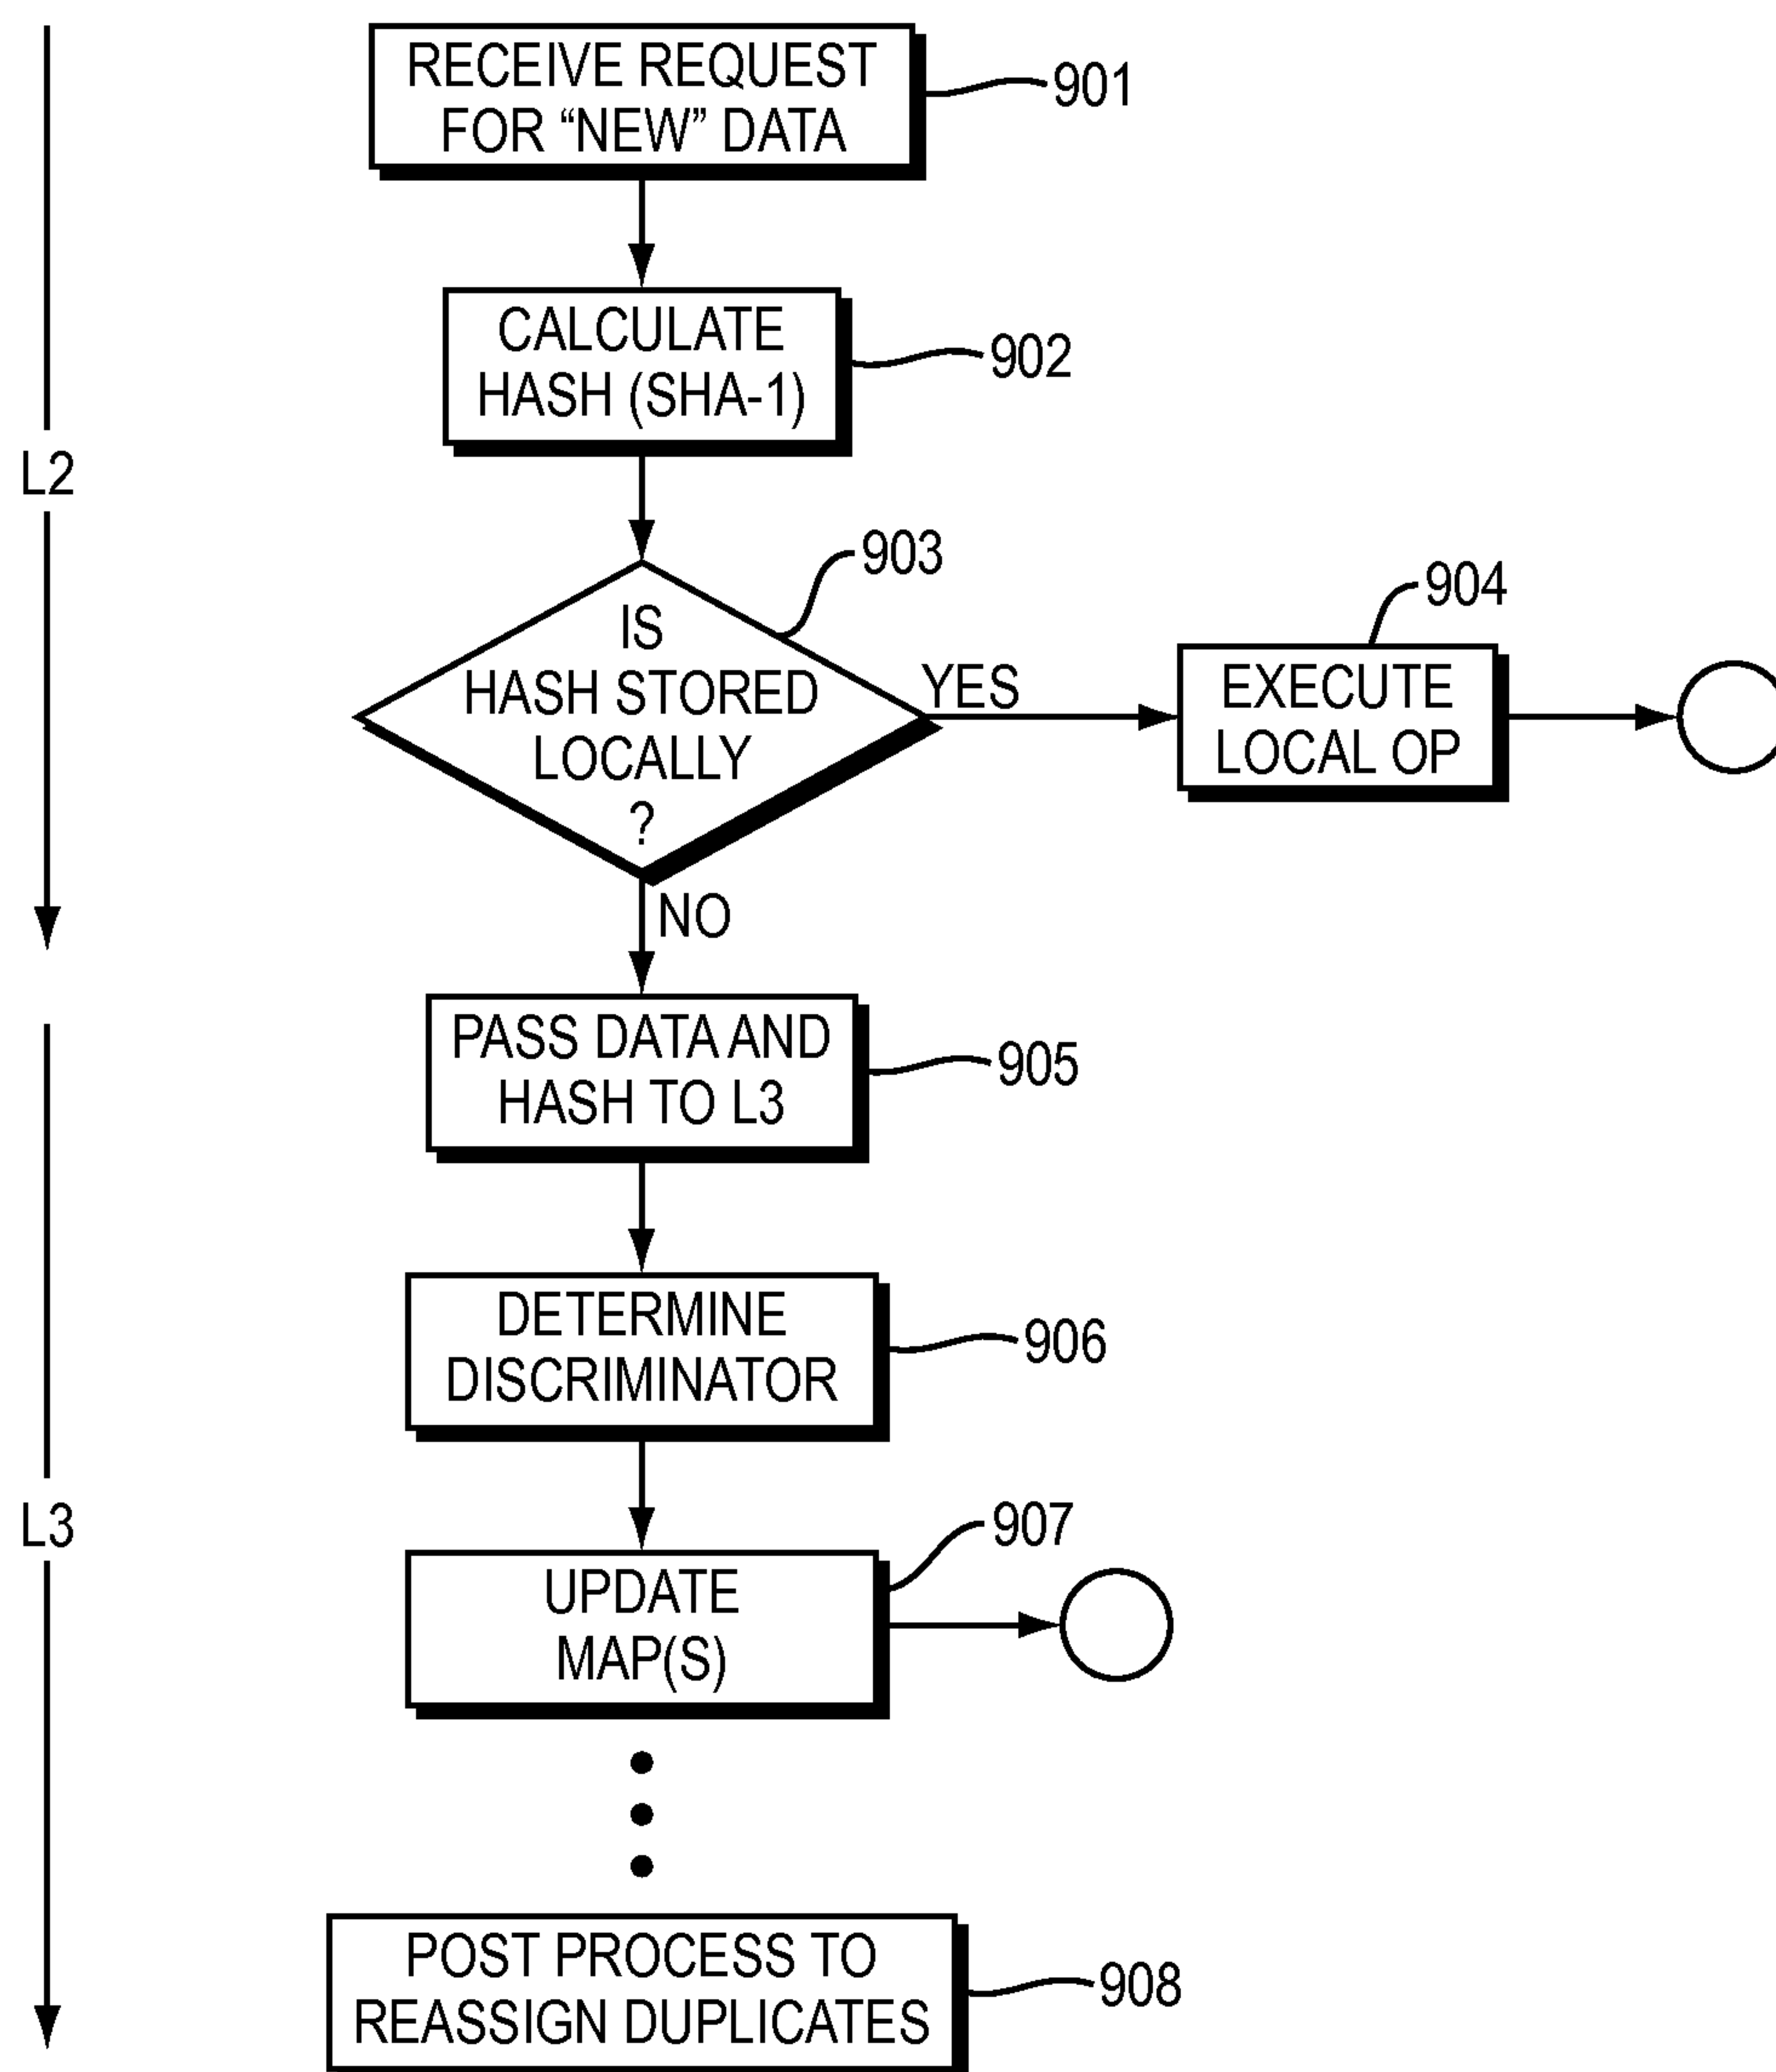 RECEIVE REQUEST
FOR “NEW” DATA
901
CALCULATE
HASH (SHA-1)
902
L2
903
IS
HASH STORED
LOCALLY
?
YES
904
EXECUTE
LOCAL OP
NO
PASS DATA AND
HASH TO L3
905
DETERMINE
DISCRIMINATOR
906
L3
907
UPDATE
MAP(S)
POST PROCESS TO
REASSIGN DUPLICATES
908